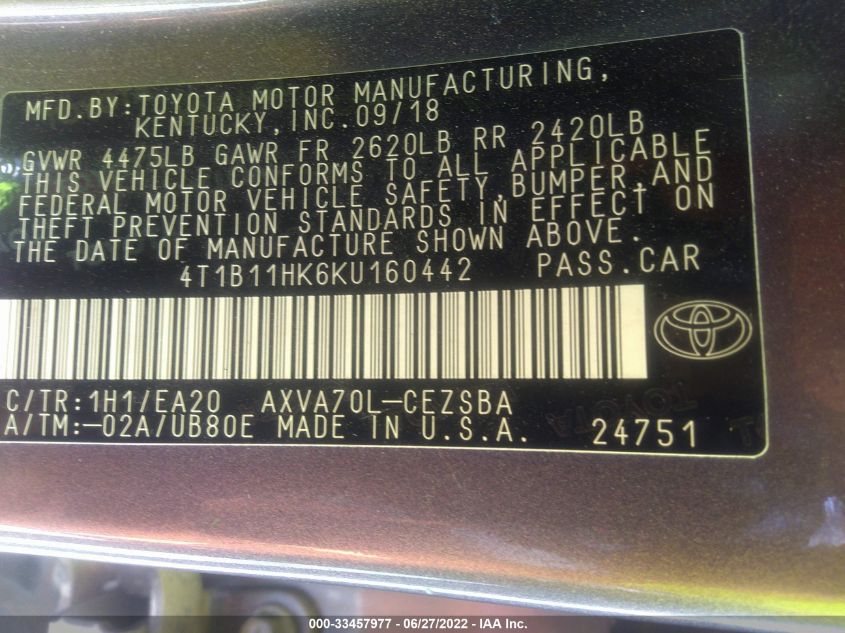 MFD.BY:TOYOTA MOTOR MANUFACTURING,
KENTUCKY,INC.09/18
GVWR 4475LB GAWR FR 2620LB RR 2420LB
THIS VEHICLE CONFORMS TO ALL APPLICABLE
FEDERAL MOTOR VEHICLE SAFETY,BUMPER,AND
THEFT PREVENTION STANDARDS IN EFFECT ON
THE DATE OF MANUFACTURE SHOWN ABOVE.
4T1B11HK6KU160442 PASS.CAR
C/TR:1H1/EA20 AXVA70L-CEZSBA
A/TM:-02A/UB80E MADE IN U.S.A. 24751
000-33457977 - 06/27/2022 - IAA Inc.